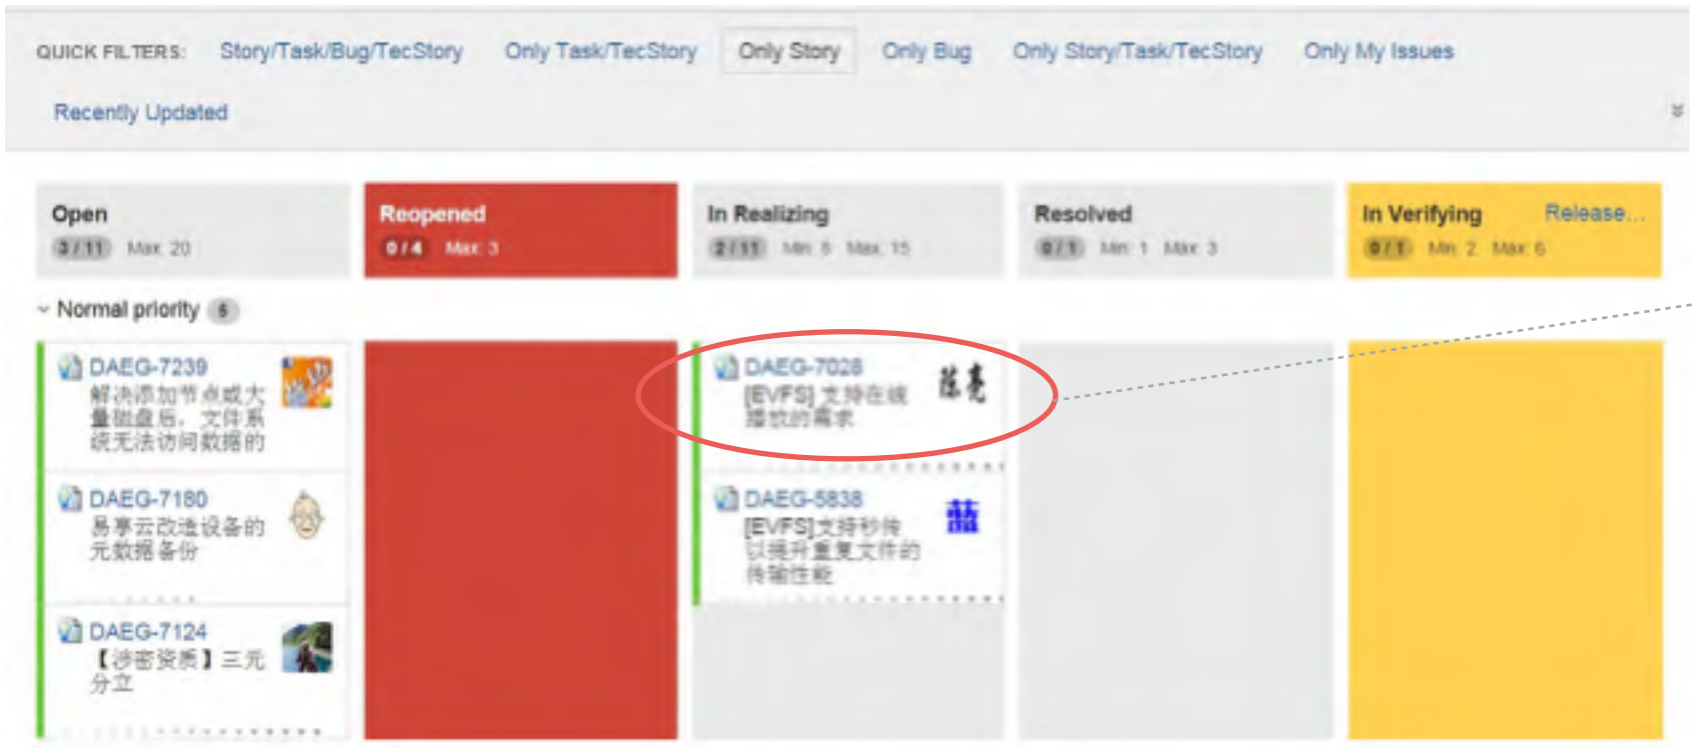 QUICK FILTERS: Story/Task/Bug/TecStory Only Task/TecStory Only Story Only Bug Only Story/Task/TecStory Only My Issues
Recently Updated
Open
3 / 11 Max: 20
Reopened
0 / 4 Max: 3
In Realizing
2 / 11 Min: 8 Max: 15
Resolved
0 / 1 Min: 1 Max: 3
In Verifying Release...
0 / 1 Min: 2 Max: 6
Normal priority 5
DAEG-7239
解决添加节点或大
量磁盘后，文件系
统无法访问数据的
DAEG-7180
易享云改造设备的
元数据备份
DAEG-7124
【涉密资质】三元
分立
DAEG-7028
[EVFS] 支持在线
播放的需求
陈亮
DAEG-5838
[EVFS]支持秒传
以提升重复文件的
传输性能
蓝